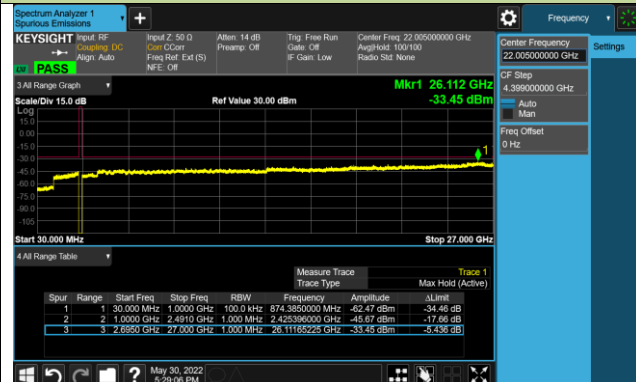 Spectrum Analyzer 1
Spurious Emissions
+
Frequency
KEYSIGHT
Input: RF
Coupling: DC
Align: Auto
Input Z: 50 Ω
Corr CCorr
Freq Ref: Ext (S)
NFE: Off
Atten: 14 dB
Preamp: Off
Trig: Free Run
Gate: Off
IF Gain: Low
Center Freq: 22.005000000 GHz
Avg|Hold: 100/100
Radio Std: None
PASS
Center Frequency
22.005000000 GHz
Settings
CF Step
4.399000000 GHz
Auto
Man
Freq Offset
0 Hz
3 All Range Graph
Mkr1 26.112 GHz
Scale/Div 15.0 dB
Ref Value 30.00 dBm
-33.45 dBm
Log
15.0
0.00
-15.0
-30.0
-45.0
-60.0
-75.0
-90.0
-105
1
Start 30.000 MHz
Stop 27.000 GHz
4 All Range Table
Measure Trace Trace 1
Trace Type Max Hold (Active)
Spur Range Start Freq Stop Freq RBW Frequency Amplitude ΔLimit
1 1 30.000 MHz 1.0000 GHz 100.0 kHz 874.3850000 MHz -62.47 dBm -34.46 dB
2 2 1.0000 GHz 2.4910 GHz 1.000 MHz 2.425396000 GHz -45.67 dBm -17.66 dB
3 3 2.6950 GHz 27.000 GHz 1.000 MHz 26.11165225 GHz -33.45 dBm -5.436 dB
?
May 30, 2022
5:29:06 PM